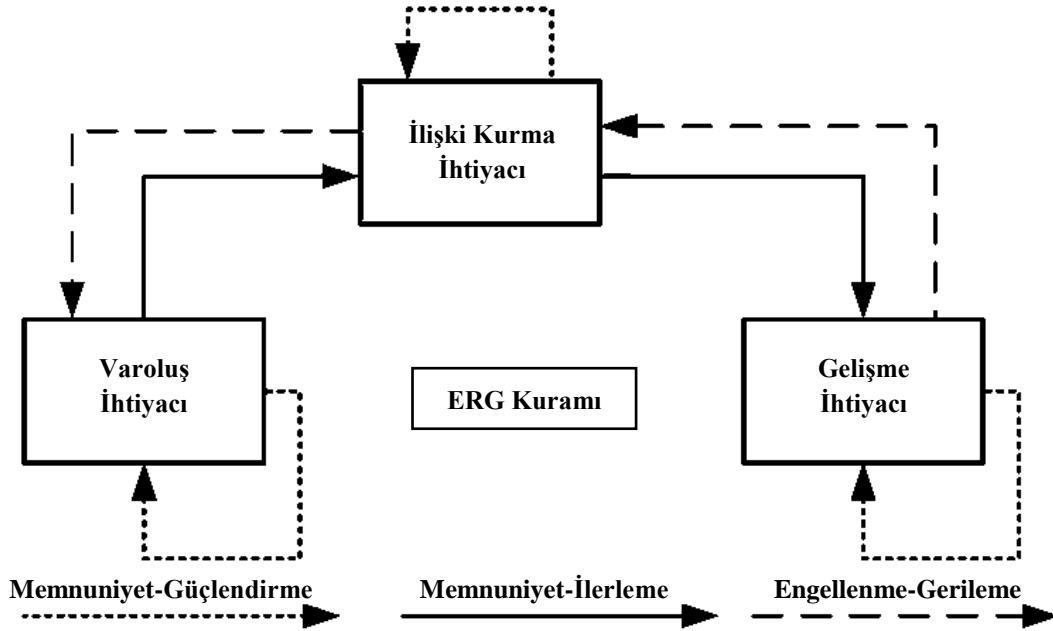 İlişki Kurma
İhtiyacı
Varoluş
İhtiyacı
ERG Kuramı
Gelişme
İhtiyacı
Memnuniyet-Güçlendirme
Memnuniyet-İlerleme
Engellenme-Gerileme